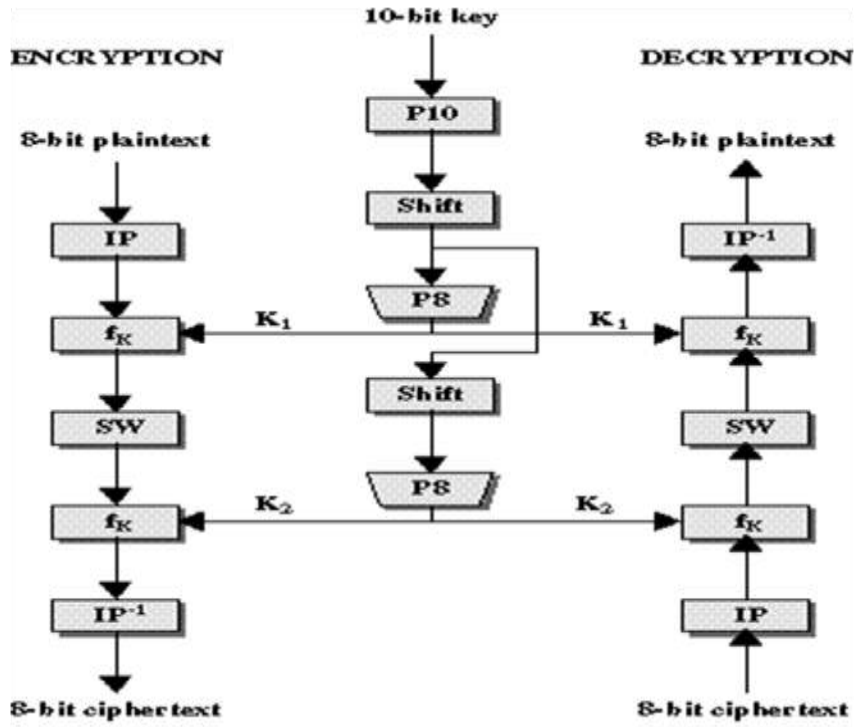 10-bit key
ENCRYPTION
DECRYPTION
P10
8-bit plaintext
8-bit plaintext
Shift
IP
IP-1
P8
fK
K1
K1
fK
Shift
SW
SW
P8
fK
K2
K2
fK
IP-1
IP
8-bit ciphertext
8-bit ciphertext